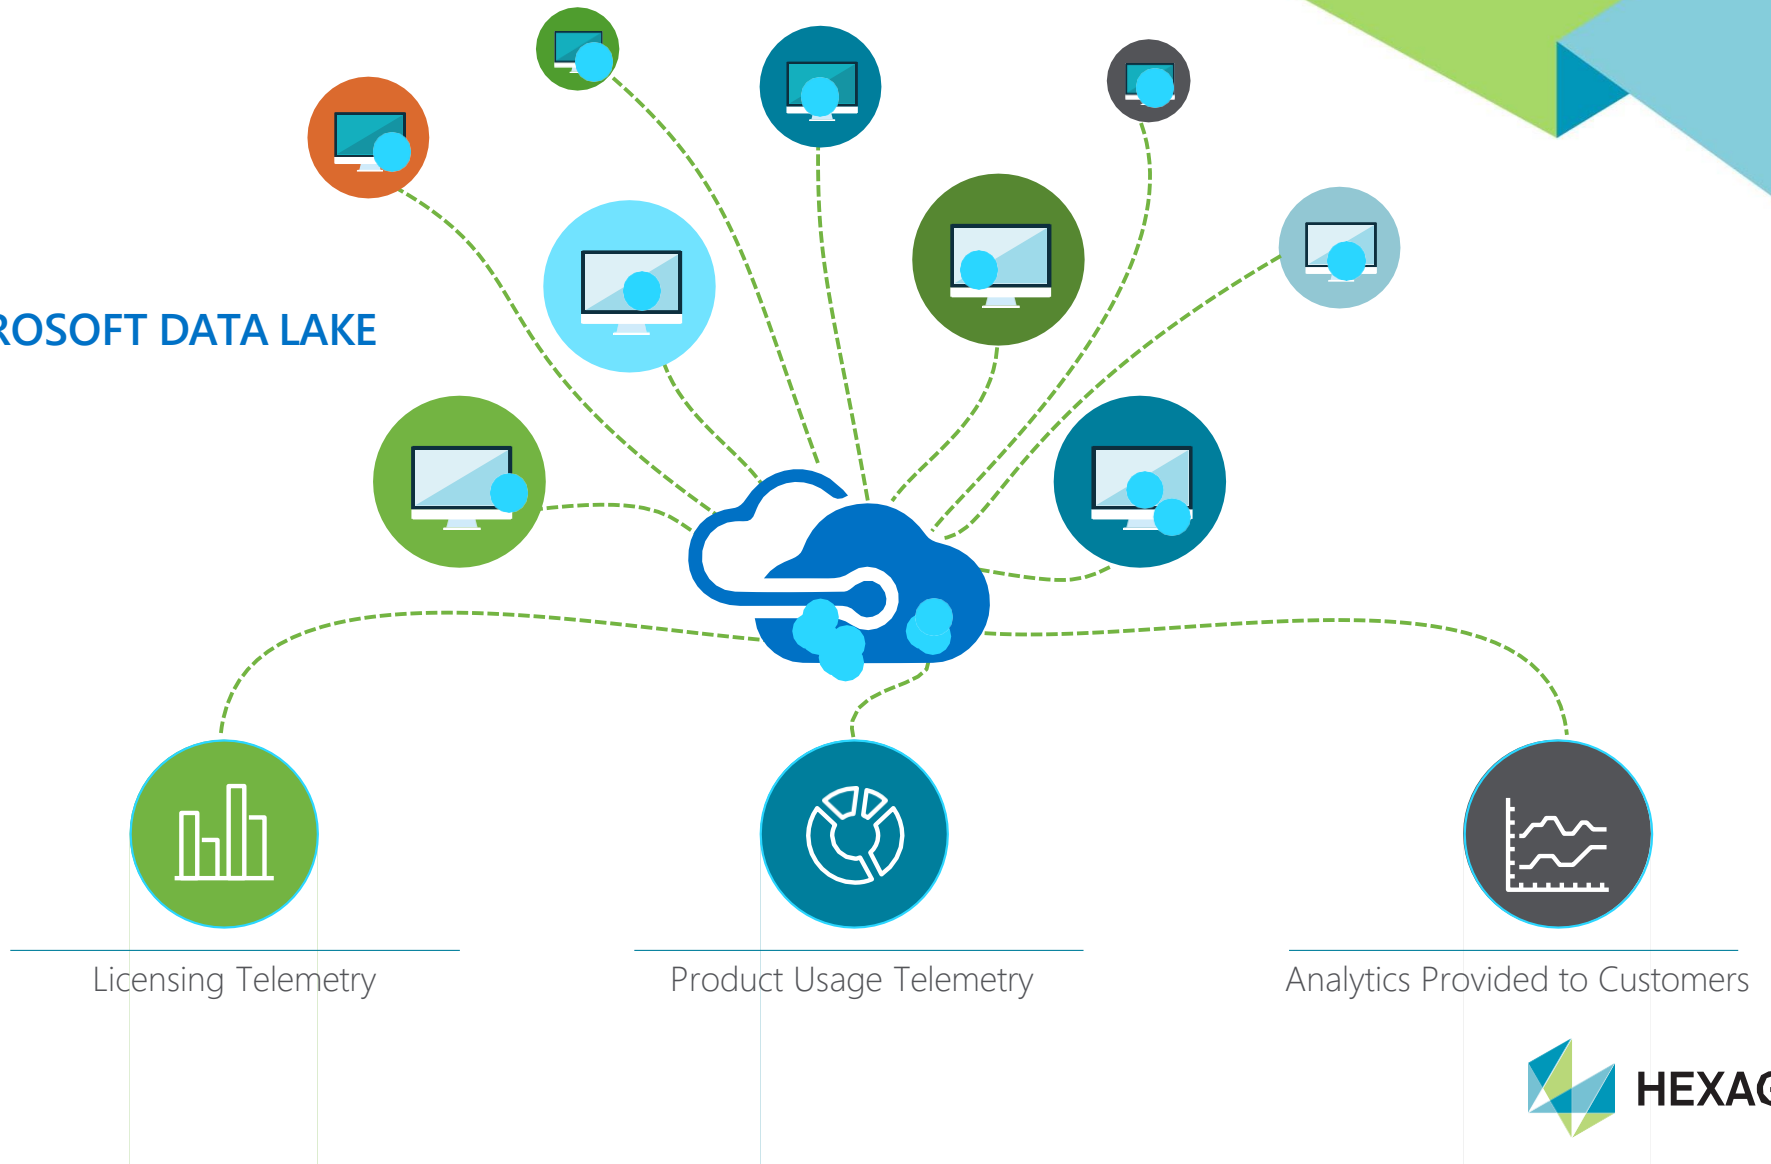 ROSOFT DATA LAKE
Licensing Telemetry
Product Usage Telemetry
Analytics Provided to Customers
HEXAG